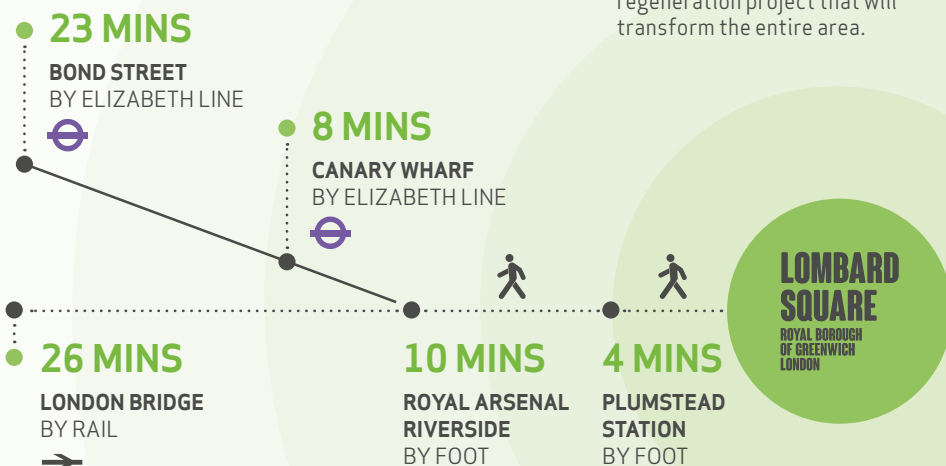 regeneration project that will
transform the entire area.
23 MINS
BOND STREET
BY ELIZABETH LINE
8 MINS
CANARY WHARF
BY ELIZABETH LINE
LOMBARD
SQUARE
ROYAL BOROUGH
OF GREENWICH
LONDON
26 MINS
LONDON BRIDGE
BY RAIL
10 MINS
ROYAL ARSENAL
RIVERSIDE
BY FOOT
4 MINS
PLUMSTEAD
STATION
BY FOOT